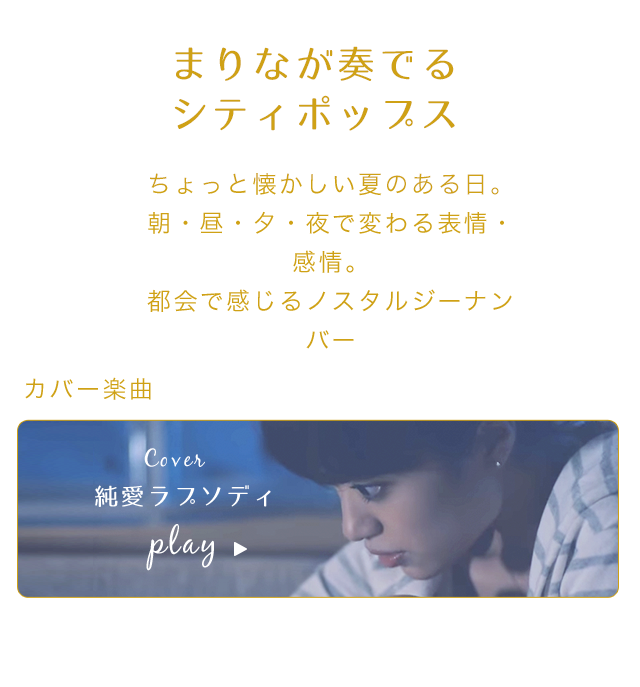 まりなが奏でる
シティポップス
ちょっと懐かしい夏のある日。
朝・昼・夕・夜で変わる表情・
感情。
都会で感じるノスタルジーナン
バー
カバー楽曲
Cover
純愛ラプソディ
play